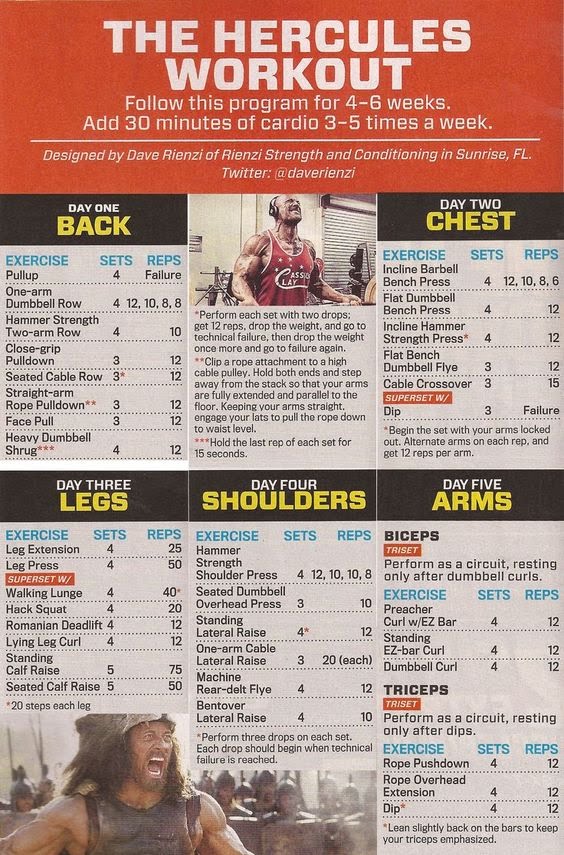 THE HERCULES
WORKOUT
Follow this program for 4–6 weeks.
Add 30 minutes of cardio 3–5 times a week.
Designed by Dave Rienzi of Rienzi Strength and Conditioning in Sunrise, FL.
Twitter: @daverienzi
DAY ONE
BACK
EXERCISE SETS REPS
Pullup 4 Failure
One-arm
Dumbbell Row 4 12, 10, 8, 8
Hammer Strength
Two-arm Row 4 10
Close-grip
Pulldown 3 12
Seated Cable Row 3* 12
Straight-arm
Rope Pulldown** 3 12
Face Pull 3 12
Heavy Dumbbell
Shrug*** 4 12
CLASSIE
CLAY
*Perform each set with two drops;
get 12 reps, drop the weight, and go to
technical failure, then drop the weight
once more and go to failure again.
**Clip a rope attachment to a high
cable pulley. Hold both ends and step
away from the stack so that your arms
are fully extended and parallel to the
floor. Keeping your arms straight,
engage your lats to pull the rope down
to waist level.
***Hold the last rep of each set for
15 seconds.
DAY TWO
CHEST
EXERCISE SETS REPS
Incline Barbell
Bench Press 4 12, 10, 8, 6
Flat Dumbbell
Bench Press 4 12
Incline Hammer
Strength Press* 4 12
Flat Bench
Dumbbell Flye 3 12
Cable Crossover 3 15
SUPERSET W/
Dip 3 Failure
*Begin the set with your arms locked
out. Alternate arms on each rep, and
get 12 reps per arm.
DAY THREE
LEGS
EXERCISE SETS REPS
Leg Extension 4 25
Leg Press 4 50
SUPERSET W/
Walking Lunge 4 40*
Hack Squat 4 20
Romanian Deadlift 4 12
Lying Leg Curl 4 12
Standing
Calf Raise 5 75
Seated Calf Raise 5 50
*20 steps each leg
DAY FOUR
SHOULDERS
EXERCISE SETS REPS
Hammer
Strength
Shoulder Press 4 12, 10, 10, 8
Seated Dumbbell
Overhead Press 3 10
Standing
Lateral Raise 4* 12
One-arm Cable
Lateral Raise 3 20 (each)
Machine
Rear-delt Flye 4 12
Bentover
Lateral Raise 4 10
*Perform three drops on each set.
Each drop should begin when technical
failure is reached.
DAY FIVE
ARMS
BICEPS
TRISET
Perform as a circuit, resting
only after dumbbell curls.
EXERCISE SETS REPS
Preacher
Curl w/EZ Bar 4 12
Standing
EZ-bar Curl 4 12
Dumbbell Curl 4 12
TRICEPS
TRISET
Perform as a circuit, resting
only after dips.
EXERCISE SETS REPS
Rope Pushdown 4 12
Rope Overhead
Extension 4 12
Dip* 4 12
*Lean slightly back on the bars to keep
your triceps emphasized.